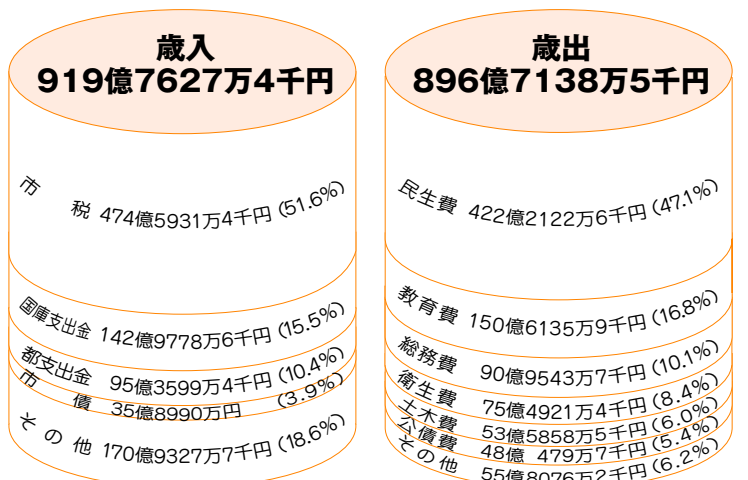 歳入
919億7627万4千円
市税 474億5931万4千円(51.6%)
国庫支出金 142億9778万6千円(15.5%)
都支出金 95億3599万4千円(10.4%)
市債 35億8990万円 (3.9%)
その他 170億9327万7千円(18.6%)
歳出
896億7138万5千円
民生費 422億2122万6千円(47.1%)
教育費 150億6135万9千円(16.8%)
総務費 90億9543万7千円(10.1%)
衛生費 75億4921万4千円(8.4%)
土木費 53億5858万5千円(6.0%)
公債費 48億 479万7千円(5.4%)
その他 55億8076万2千円(6.2%)